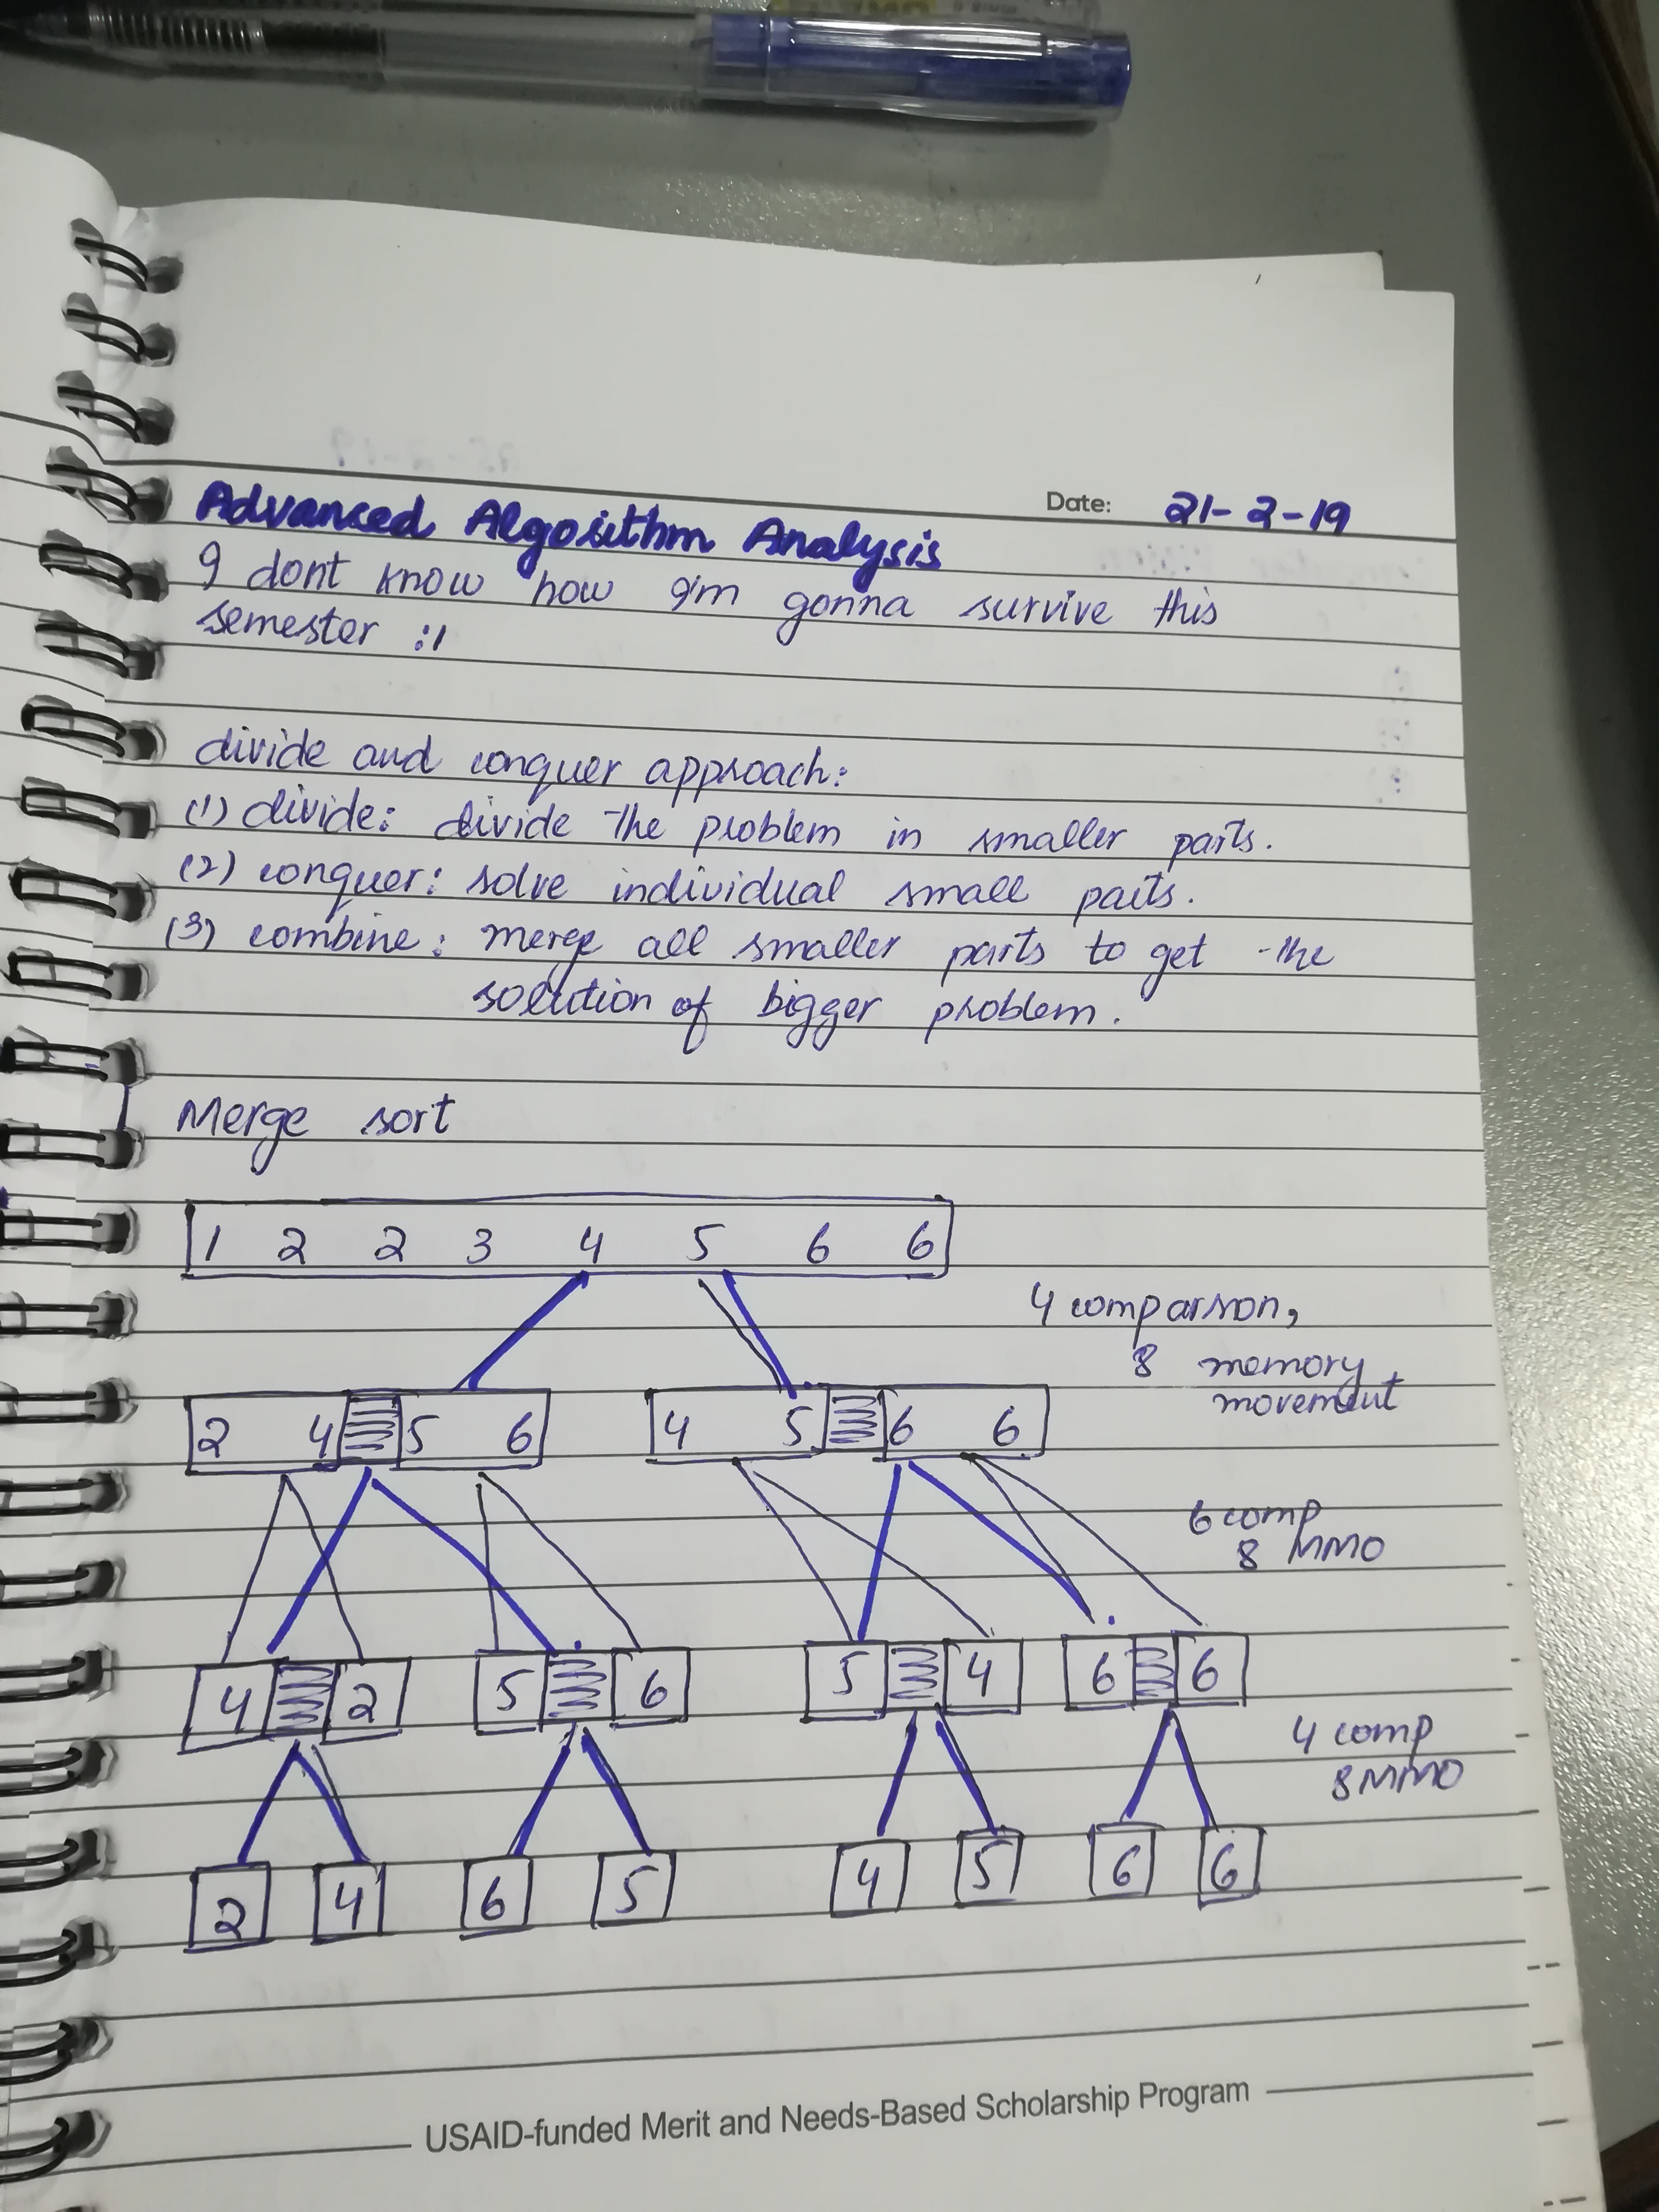 Date: 21-2-19
Advanced Algorithm Analysis
I dont know how I'm gonna survive this
semester :1
divide and conquer approach:
(1) divide: divide the problem in smaller parts.
(2) conquer: solve individual small parts.
(3) combine: merge all smaller parts to get the
solution of bigger problem.
Merge sort
1 2 2 3 4 5 6 6
4 comparison,
8 memory
movement
2 4 5 6 4 5 6 6
6 comp
8 MMO
4 2 5 6 5 4 6 6
4 comp
8 MMO
2 4 6 5 4 5 6 6
USAID-funded Merit and Needs-Based Scholarship Program